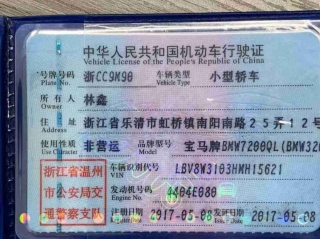 中华人民共和国机动车行驶证
Vehicle License of the People's Republic of China
号牌号码 浙CC9M90 车辆类型 小型轿车
Plate No. Vehicle Type
所有人 林鑫
Owner
住址 浙江省乐清市虹桥镇南阳南路25弄12号
Address
使用性质 非营运 品牌型号 宝马牌BMW7200QL(BMW320
Use Character Model
浙江省温州
市公安局交
通警察支队
车辆识别代号 LBV8W3103HMH15621
VIN
发动机号码 A404E080
Engine No.
注册日期 2017-05-08 发证日期 2017-05-08